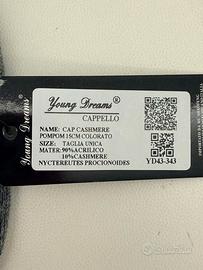 Young Dreams®
CAPPELLO
NAME: CAP CASHMERE
POMPOM 15CM COLORATO
SIZE: TAGLIA UNICA
MATER: 90%ACRILICO
10%CASHMERE
NYCTEREUTES PROCIONOIDES
YD43-343
Young Dreams®